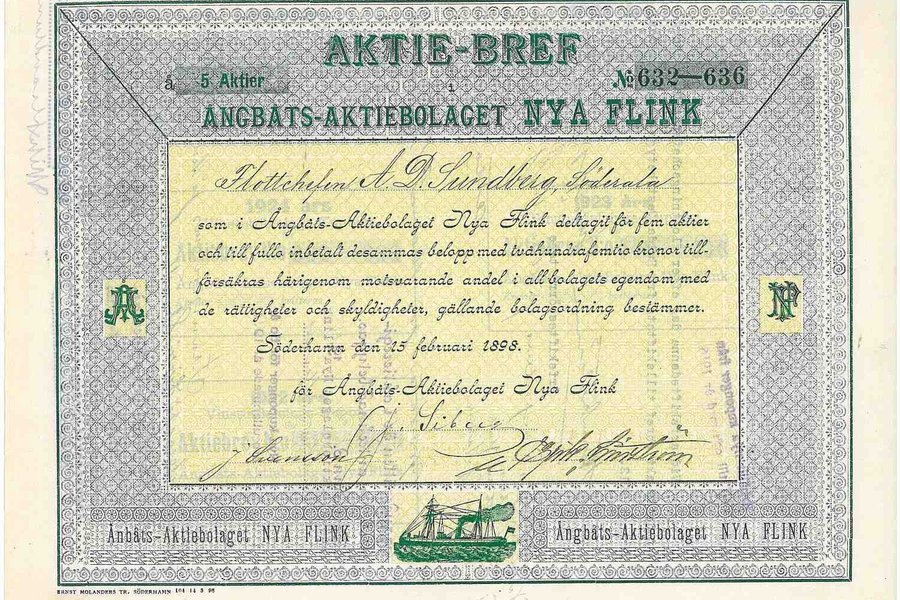 AKTIE-BREF
å 5 Aktier
i
No 632—636
ÅNGBÅTS-AKTIEBOLAGET NYA FLINK
Flottchefen A. D. Sundberg, Söderala
som i Ångbåts-Aktiebolaget Nya Flink deltagit för fem aktier
och till fullo inbetalt desammas belopp med tvåhundrafemtio kronor till-
försäkras härigenom motsvarande andel i all bolagets egendom med
de rättigheter och skyldigheter, gällande bolagsordning bestämmer.
Söderhamn den 15 februari 1898.
för Ångbåts-Aktiebolaget Nya Flink
J Svensson
Ånbåts-Aktiebolaget NYA FLINK
Ångbåts-Aktiebolaget NYA FLINK
ERNST MOLANDERS TR. SÖDERHAMN